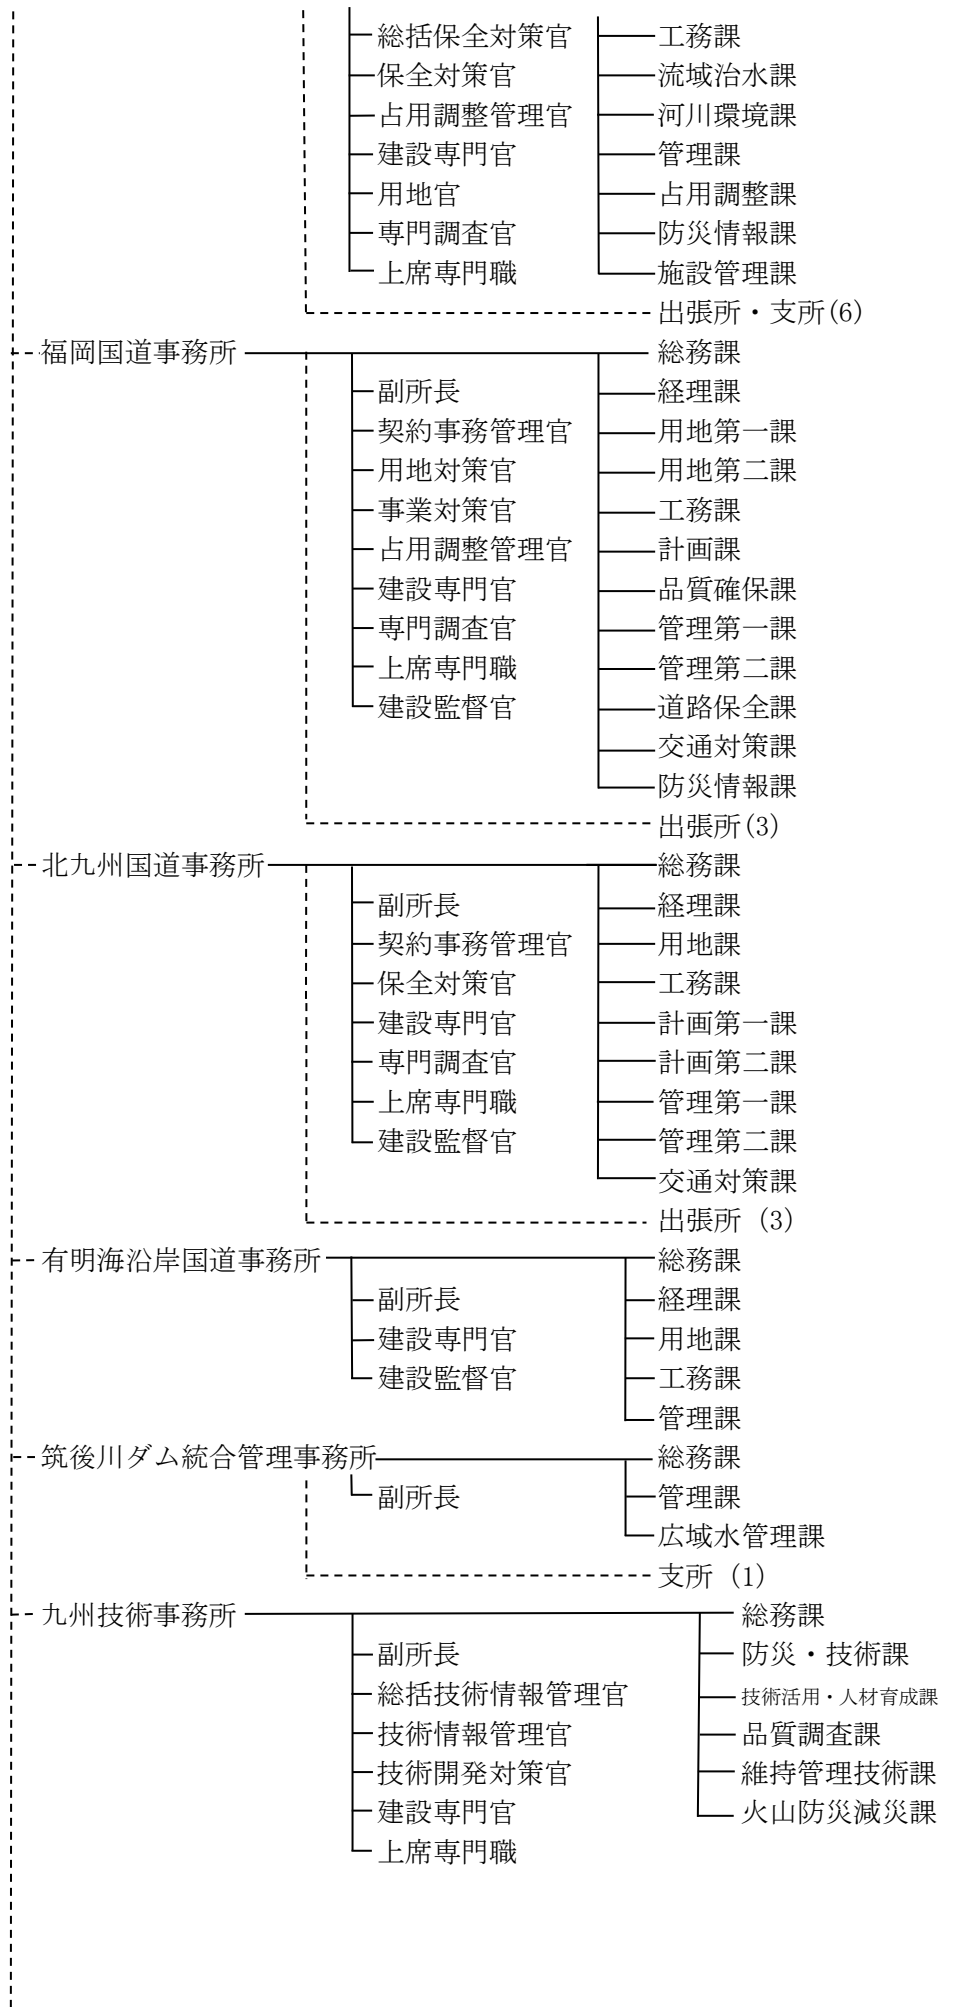 総括保全対策官 工務課
保全対策官 流域治水課
占用調整管理官 河川環境課
建設専門官 管理課
用地官 占用調整課
専門調査官 防災情報課
上席専門職 施設管理課
出張所・支所(6)
福岡国道事務所 総務課
副所長 経理課
契約事務管理官 用地第一課
用地対策官 用地第二課
事業対策官 工務課
占用調整管理官 計画課
建設専門官 品質確保課
専門調査官 管理第一課
上席専門職 管理第二課
建設監督官 道路保全課
交通対策課
防災情報課
出張所(3)
北九州国道事務所 総務課
副所長 経理課
契約事務管理官 用地課
保全対策官 工務課
建設専門官 計画第一課
専門調査官 計画第二課
上席専門職 管理第一課
建設監督官 管理第二課
交通対策課
出張所 (3)
有明海沿岸国道事務所 総務課
副所長 経理課
建設専門官 用地課
建設監督官 工務課
管理課
筑後川ダム統合管理事務所 総務課
副所長 管理課
広域水管理課
支所 (1)
九州技術事務所 総務課
副所長 防災・技術課
総括技術情報管理官 技術活用・人材育成課
技術情報管理官 品質調査課
技術開発対策官 維持管理技術課
建設専門官 火山防災減災課
上席専門職